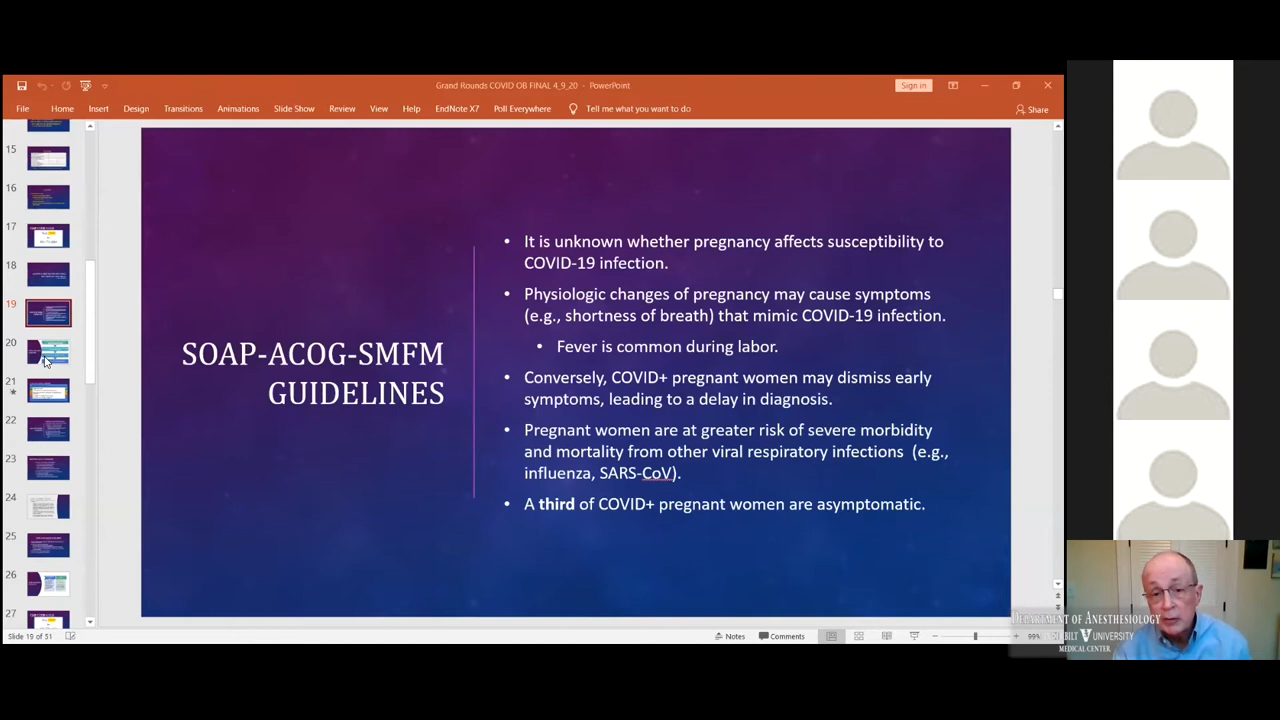 Grand Rounds COVID OB FINAL 4_9_20 - PowerPoint
Sign in
File Home Insert Design Transitions Animations Slide Show Review View Help EndNote X7 Poll Everywhere Tell me what you want to do Share
15
16
17
18
19
20
21
22
23
24
25
26
27
SOAP-ACOG-SMFM
GUIDELINES
• It is unknown whether pregnancy affects susceptibility to
COVID-19 infection.
• Physiologic changes of pregnancy may cause symptoms
(e.g., shortness of breath) that mimic COVID-19 infection.
• Fever is common during labor.
• Conversely, COVID+ pregnant women may dismiss early
symptoms, leading to a delay in diagnosis.
• Pregnant women are at greater risk of severe morbidity
and mortality from other viral respiratory infections (e.g.,
influenza, SARS-CoV).
• A third of COVID+ pregnant women are asymptomatic.
Slide 19 of 51
Notes Comments 99%
DEPARTMENT OF ANESTHESIOLOGY
BILT UNIVERSITY
MEDICAL CENTER